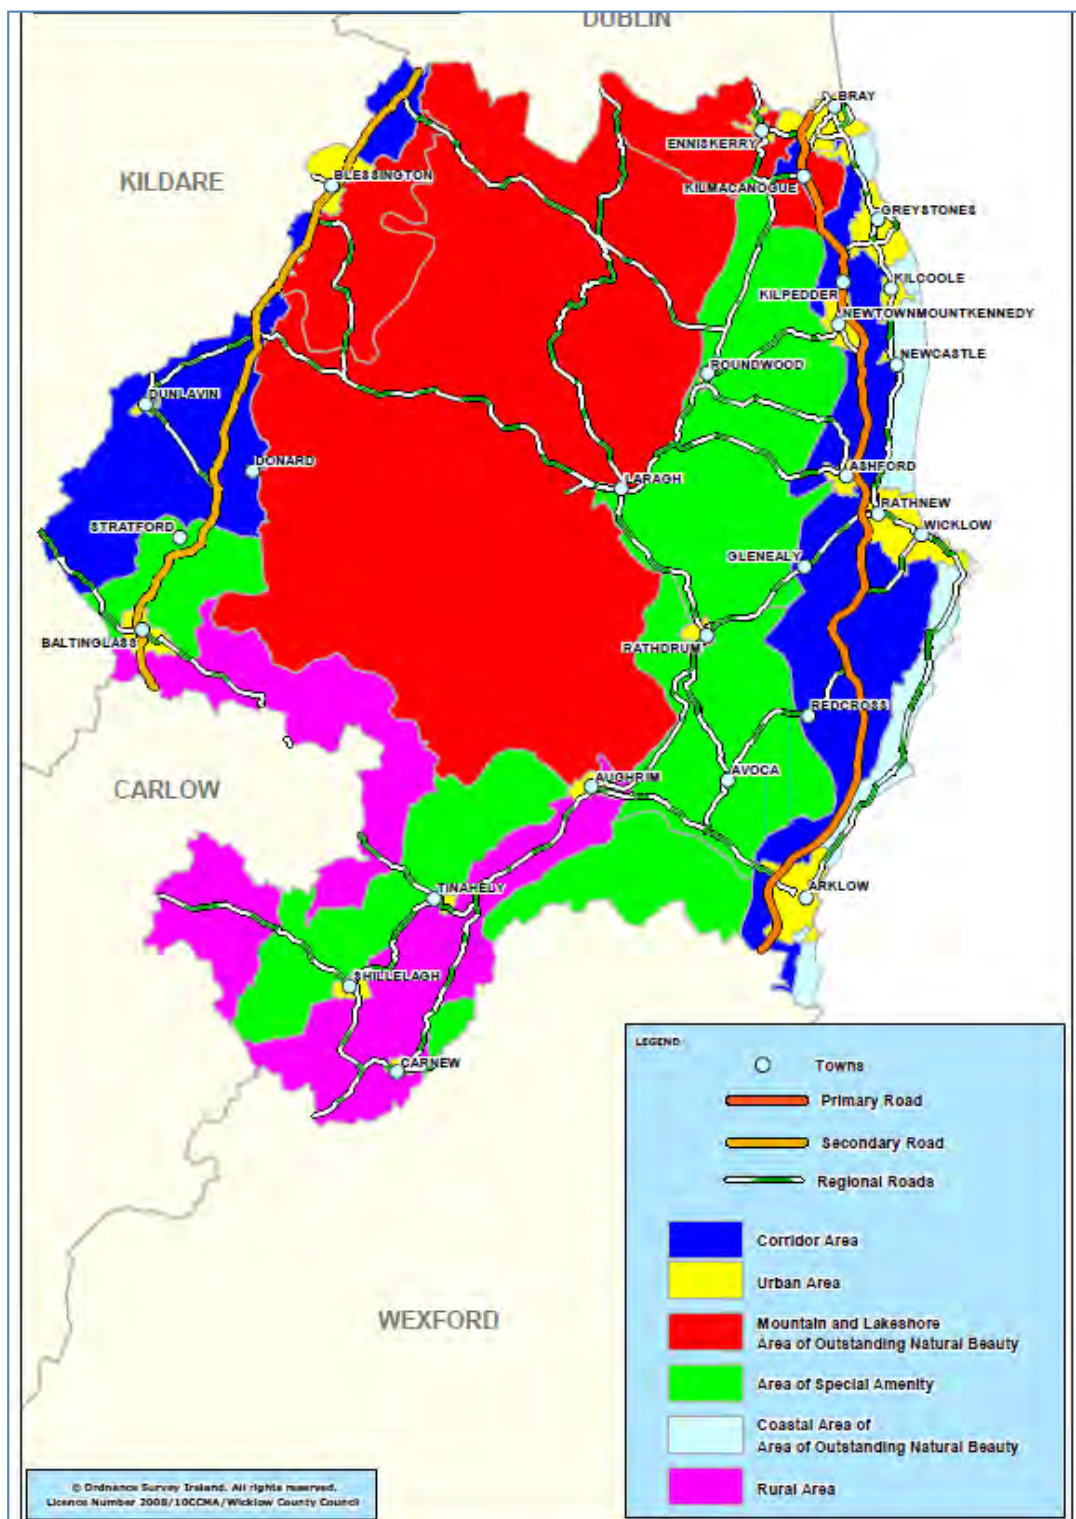 DUBLIN
BRAY
ENNISKERRY
KILDARE
BLESSINGTON
KILMACANOGUE
GREYSTONES
KILCOOLE
KILPEDDER
NEWTOWNMOUNTKENNEDY
NEWCASTLE
ROUNDWOOD
DUNLAVIN
DONARD
ASHFORD
LARAGH
RATHNEW
STRATFORD
WICKLOW
GLENEALY
BALTINGLASS
RATHDRUM
REDCROSS
AVOCA
AUGHRIM
CARLOW
TINAHELY
ARKLOW
SHILLELAGH
CARNEW
WEXFORD
LEGEND
Towns
Primary Road
Secondary Road
Regional Roads
Corridor Area
Urban Area
Mountain and Lakeshore
Area of Outstanding Natural Beauty
Area of Special Amenity
Coastal Area of
Area of Outstanding Natural Beauty
Rural Area
© Ordnance Survey Ireland. All rights reserved.
Licence Number 2008/10CCMA/Wicklow County Council